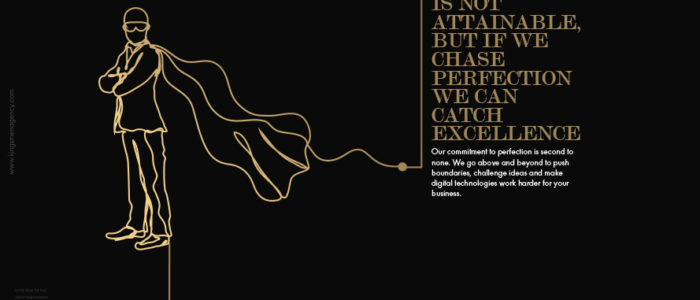 IS NOT
ATTAINABLE,
BUT IF WE
CHASE
PERFECTION
WE CAN
CATCH
EXCELLENCE
Our commitment to perfection is second to
none. We go above and beyond to push
boundaries, challenge ideas and make
digital technologies work harder for your
business.